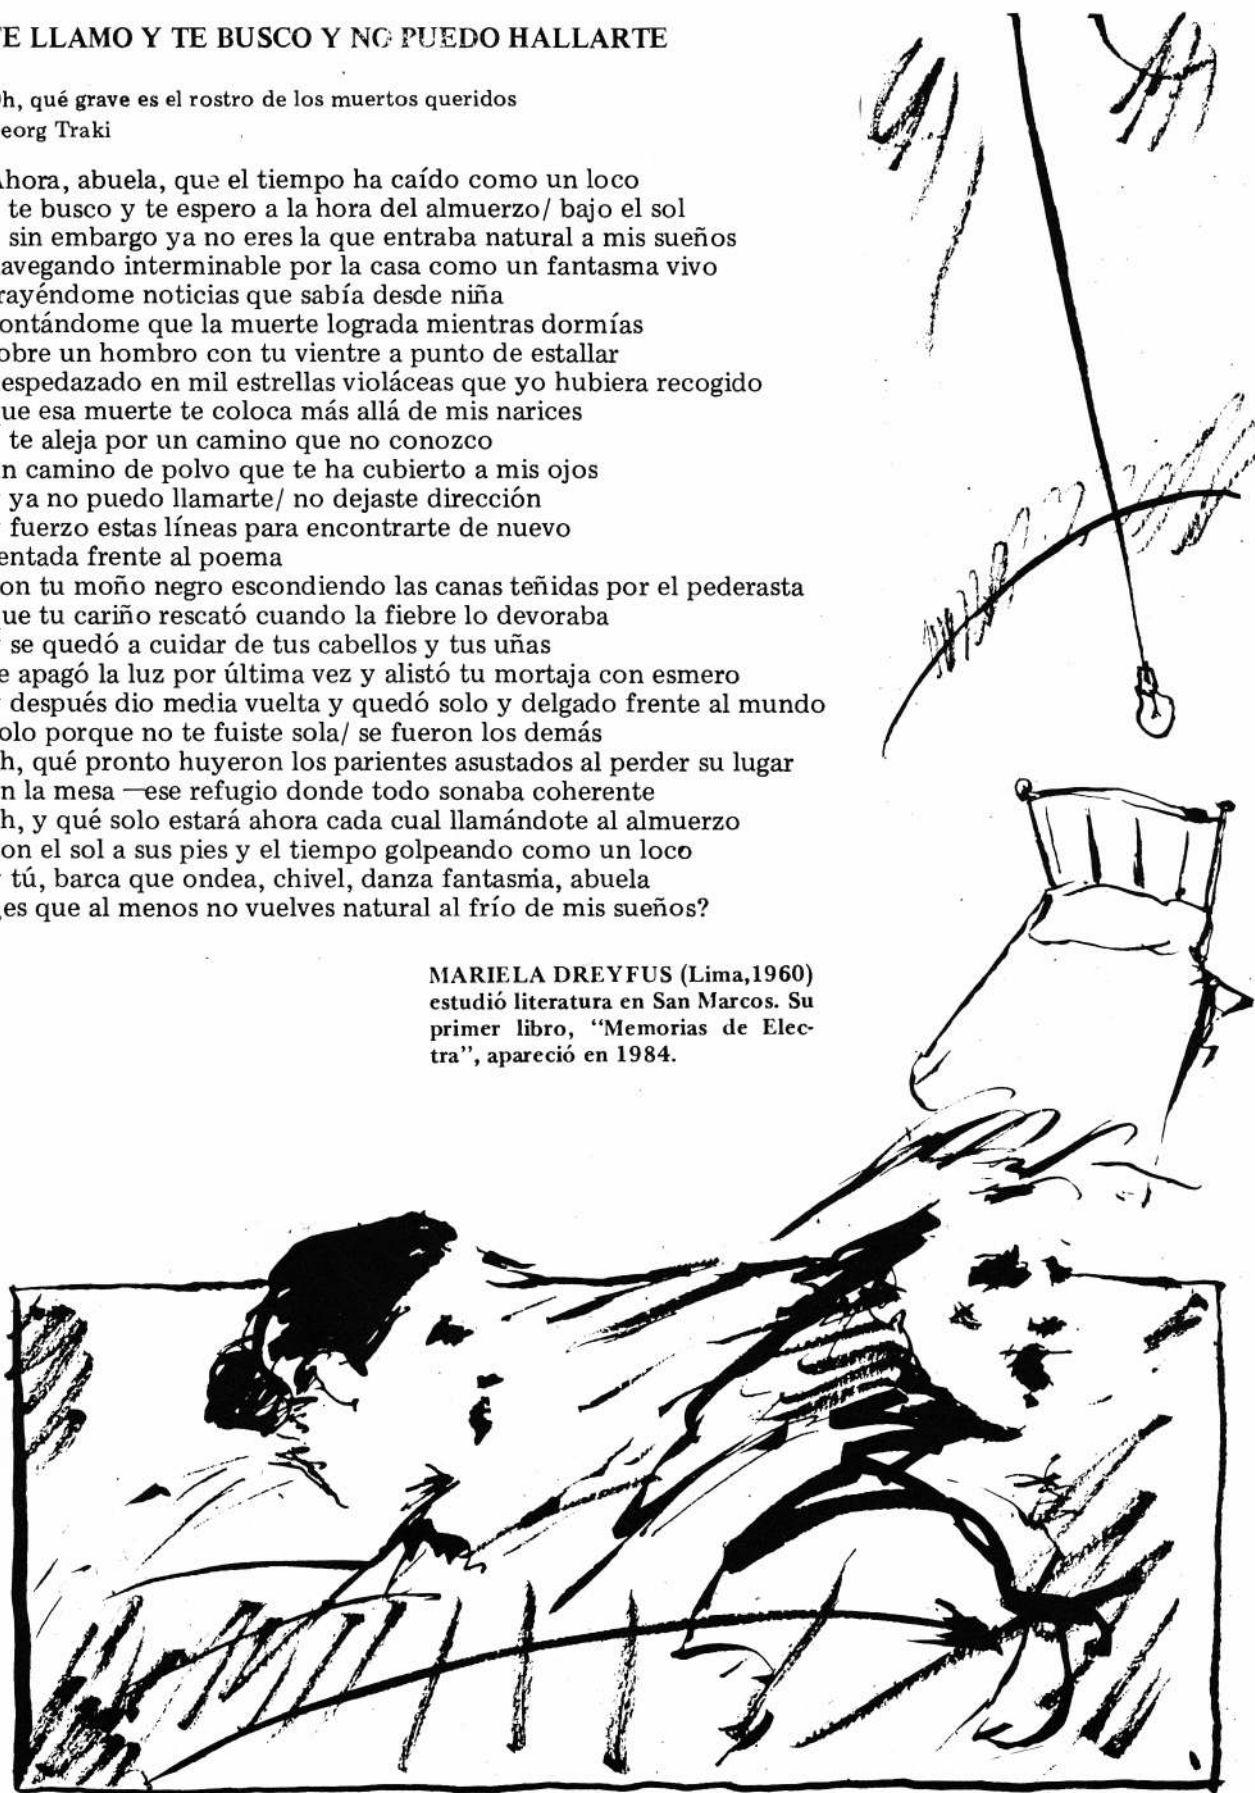 TE LLAMO Y TE BUSCO Y NO PUEDO HALLARTE
h, qué grave es el rostro de los muertos queridos
eorg Traki
Ahora, abuela, que el tiempo ha caído como un loco
te busco y te espero a la hora del almuerzo/ bajo el sol
sin embargo ya no eres la que entraba natural a mis sueños
avegando interminable por la casa como un fantasma vivo
rayéndome noticias que sabía desde niña
ontándome que la muerte lograda mientras dormías
obre un hombro con tu vientre a punto de estallar
espedazado en mil estrellas violáceas que yo hubiera recogido
ue esa muerte te coloca más allá de mis narices
te aleja por un camino que no conozco
n camino de polvo que te ha cubierto a mis ojos
ya no puedo llamarte/ no dejaste dirección
y fuerzo estas líneas para encontrarte de nuevo
entada frente al poema
on tu moño negro escondiendo las canas teñidas por el pederasta
ue tu cariño rescató cuando la fiebre lo devoraba
y se quedó a cuidar de tus cabellos y tus uñas
e apagó la luz por última vez y alistó tu mortaja con esmero
y después dio media vuelta y quedó solo y delgado frente al mundo
olo porque no te fuiste sola/ se fueron los demás
h, qué pronto huyeron los parientes asustados al perder su lugar
n la mesa —ese refugio donde todo sonaba coherente
h, y qué solo estará ahora cada cual llamándote al almuerzo
on el sol a sus pies y el tiempo golpeando como un loco
y tú, barca que ondea, chivel, danza fantasma, abuela
¿es que al menos no vuelves natural al frío de mis sueños?
MARIELA DREYFUS (Lima,1960)
estudió literatura en San Marcos. Su
primer libro, “Memorias de Elec-
tra”, apareció en 1984.